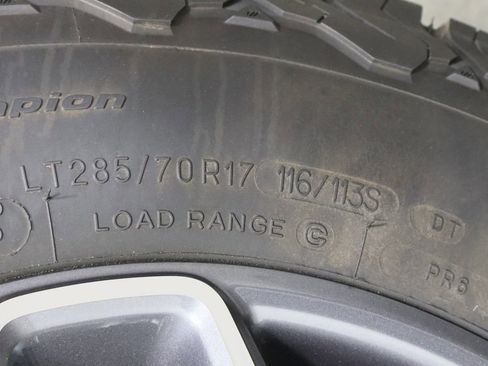 mpion
LT285/70R17 116/113S DT
LOAD RANGE C PR6